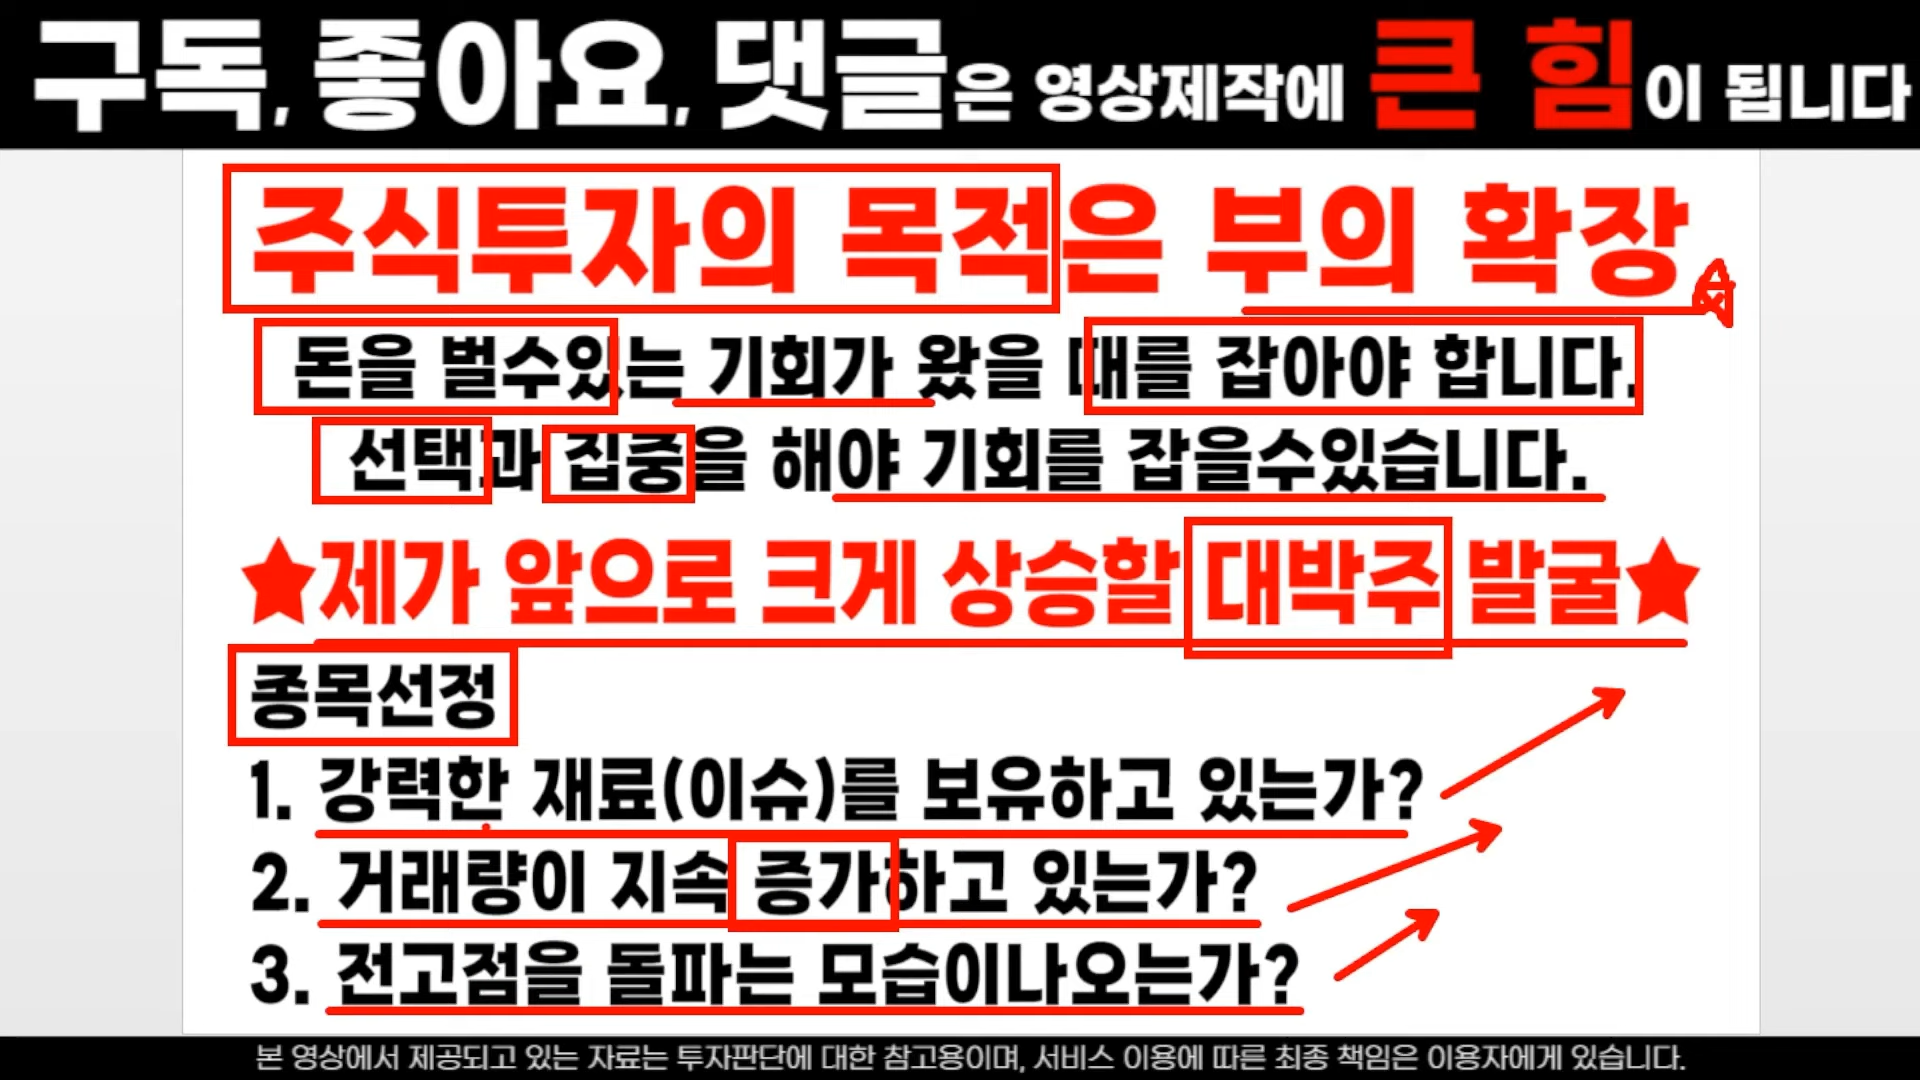 구독, 좋아요, 댓글은 영상제작에 큰 힘이 됩니다
주식투자의 목적은 부의 확장
돈을 벌수있는 기회가 왔을 때를 잡아야 합니다.
선택과 집중을 해야 기회를 잡을수있습니다.
★제가 앞으로 크게 상승할 대박주 발굴★
종목선정
1. 강력한 재료(이슈)를 보유하고 있는가?
2. 거래량이 지속 증가하고 있는가?
3. 전고점을 돌파는 모습이나오는가?
본 영상에서 제공되고 있는 자료는 투자판단에 대한 참고용이며, 서비스 이용에 따른 최종 책임은 이용자에게 있습니다.